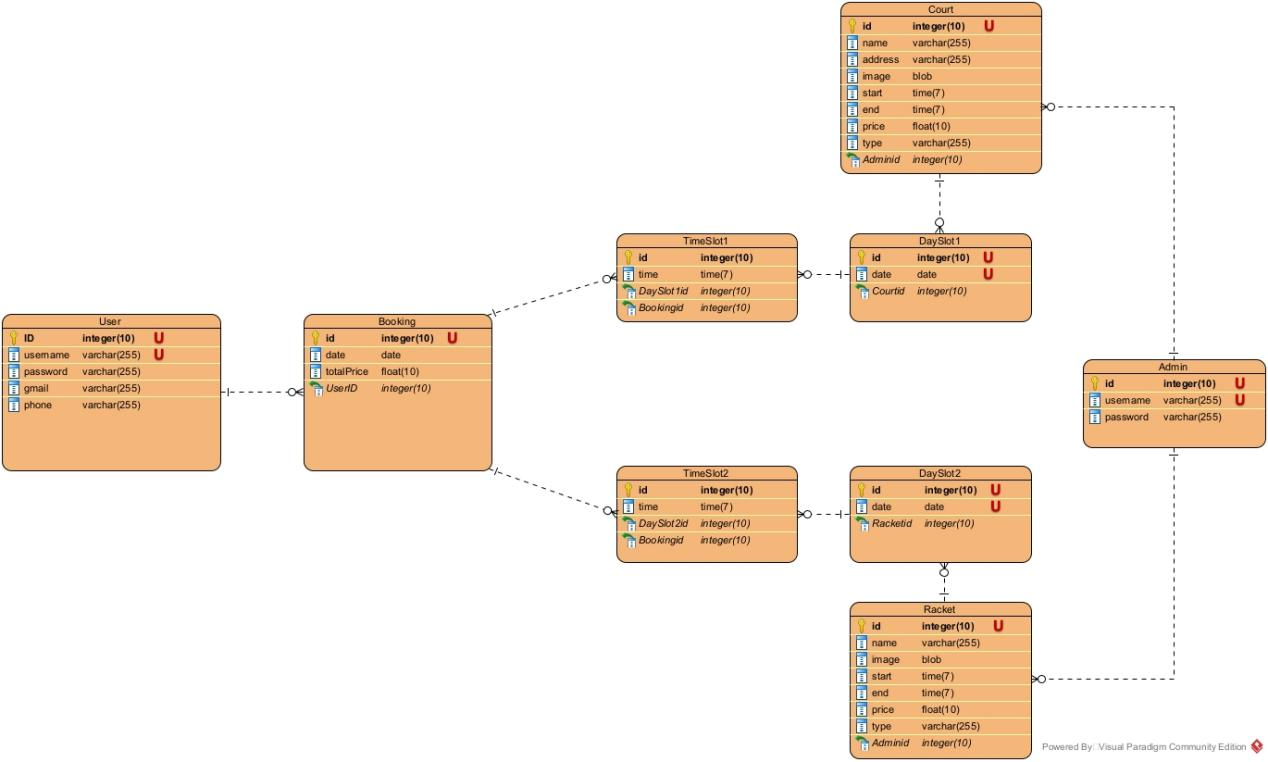 Court
id integer(10) U
name varchar(255)
address varchar(255)
image blob
start time(7)
end time(7)
price float(10)
type varchar(255)
Adminid integer(10)
TimeSlot1
id integer(10)
time time(7)
DaySlot1id integer(10)
Bookingid integer(10)
DaySlot1
id integer(10) U
date date U
Courtid integer(10)
User
ID integer(10) U
username varchar(255) U
password varchar(255)
gmail varchar(255)
phone varchar(255)
Booking
id integer(10) U
date date
totalPrice float(10)
UserID integer(10)
Admin
id integer(10) U
username varchar(255) U
password varchar(255)
TimeSlot2
id integer(10)
time time(7)
DaySlot2id integer(10)
Bookingid integer(10)
DaySlot2
id integer(10) U
date date U
Racketid integer(10)
Racket
id integer(10) U
name varchar(255)
image blob
start time(7)
end time(7)
price float(10)
type varchar(255)
Adminid integer(10)
Powered By Visual Paradigm Community Edition